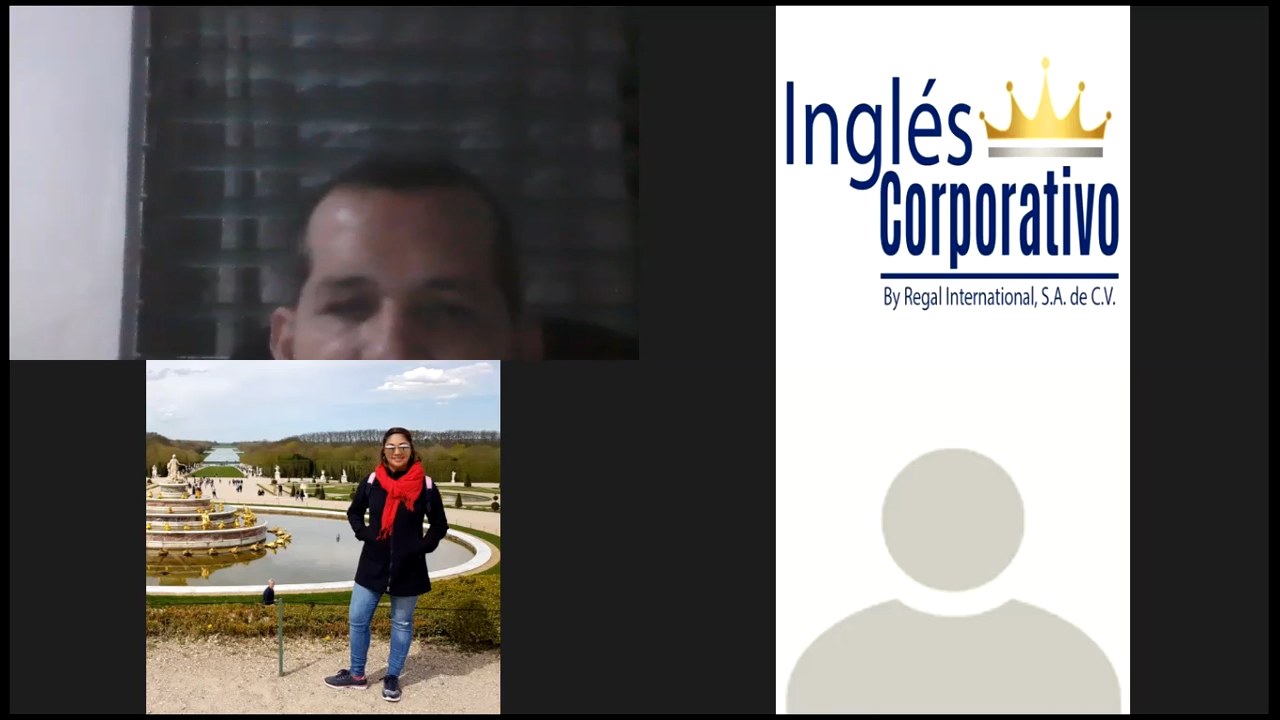 Inglés
Corporativo
By Regal International, S.A. de C.V.